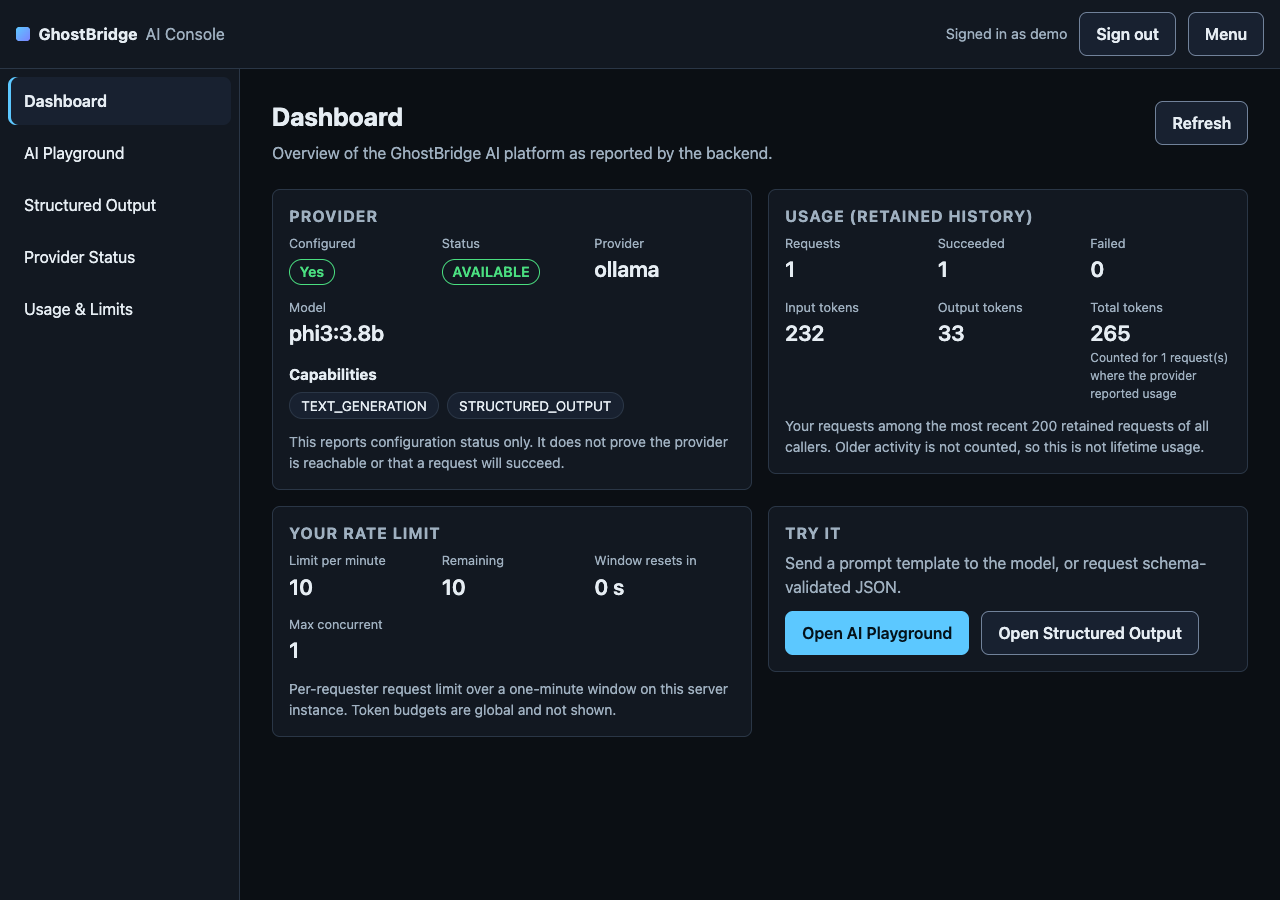 GhostBridge AI Console
Signed in as demo
Sign out
Menu
Dashboard
AI Playground
Structured Output
Provider Status
Usage & Limits
Dashboard
Overview of the GhostBridge AI platform as reported by the backend.
Refresh
PROVIDER
Configured
Yes
Status
AVAILABLE
Provider
ollama
Model
phi3:3.8b
Capabilities
TEXT_GENERATION
STRUCTURED_OUTPUT
This reports configuration status only. It does not prove the provider
is reachable or that a request will succeed.
USAGE (RETAINED HISTORY)
Requests
1
Succeeded
1
Failed
0
Input tokens
232
Output tokens
33
Total tokens
265
Counted for 1 request(s)
where the provider
reported usage
Your requests among the most recent 200 retained requests of all
callers. Older activity is not counted, so this is not lifetime usage.
YOUR RATE LIMIT
Limit per minute
10
Remaining
10
Window resets in
0 s
Max concurrent
1
Per-requester request limit over a one-minute window on this server
instance. Token budgets are global and not shown.
TRY IT
Send a prompt template to the model, or request schema-
validated JSON.
Open AI Playground
Open Structured Output